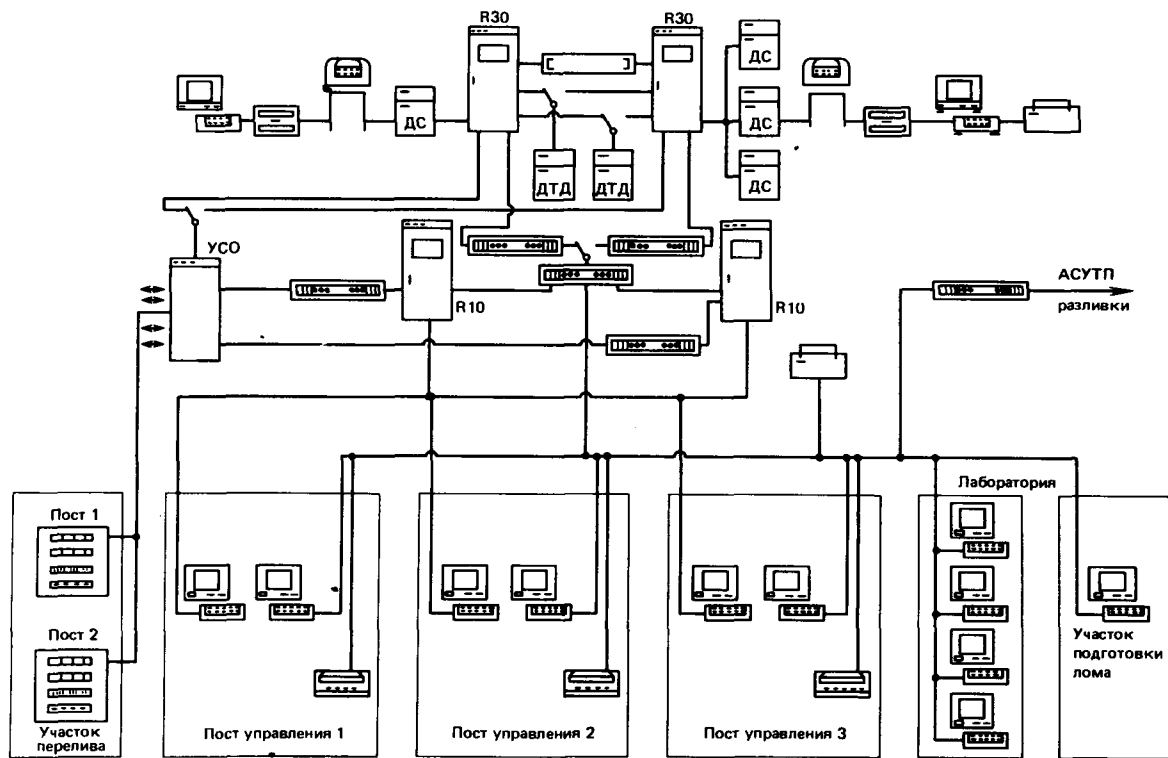 R30
R30
ДС
ДС
ДС
ДС
ДТД
ДТД
УСО
R10
R10
АСУТП
разливки
Лаборатория
Пост 1
Пост 2
Участок
перелива
Пост управления 1
Пост управления 2
Пост управления 3
Участок
подготовки
лома